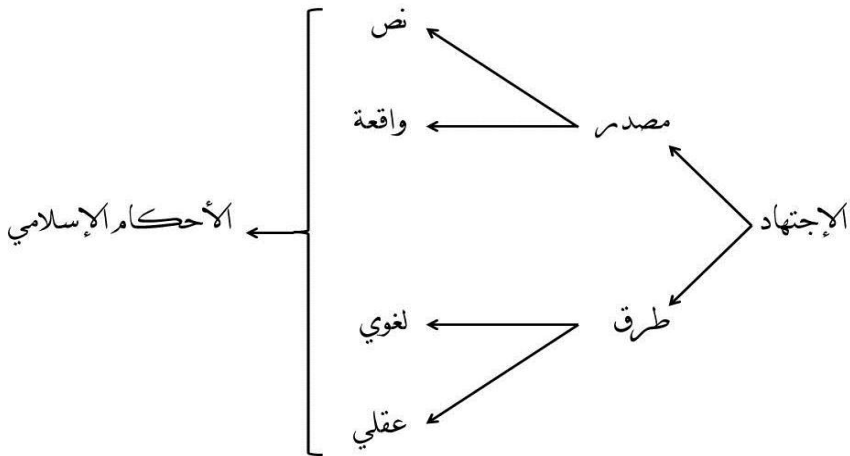 نص
مصدر
واقعة
الإجتهاد
الأحكام الإسلامي
طرق
لغوي
عقلي